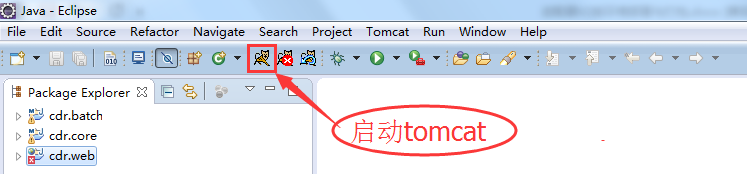 Java - Eclipse
File Edit Source Refactor Navigate Search Project Tomcat Run Window Help
010
Package Explorer
cdr.batch
cdr.core
cdr.web
启动tomcat